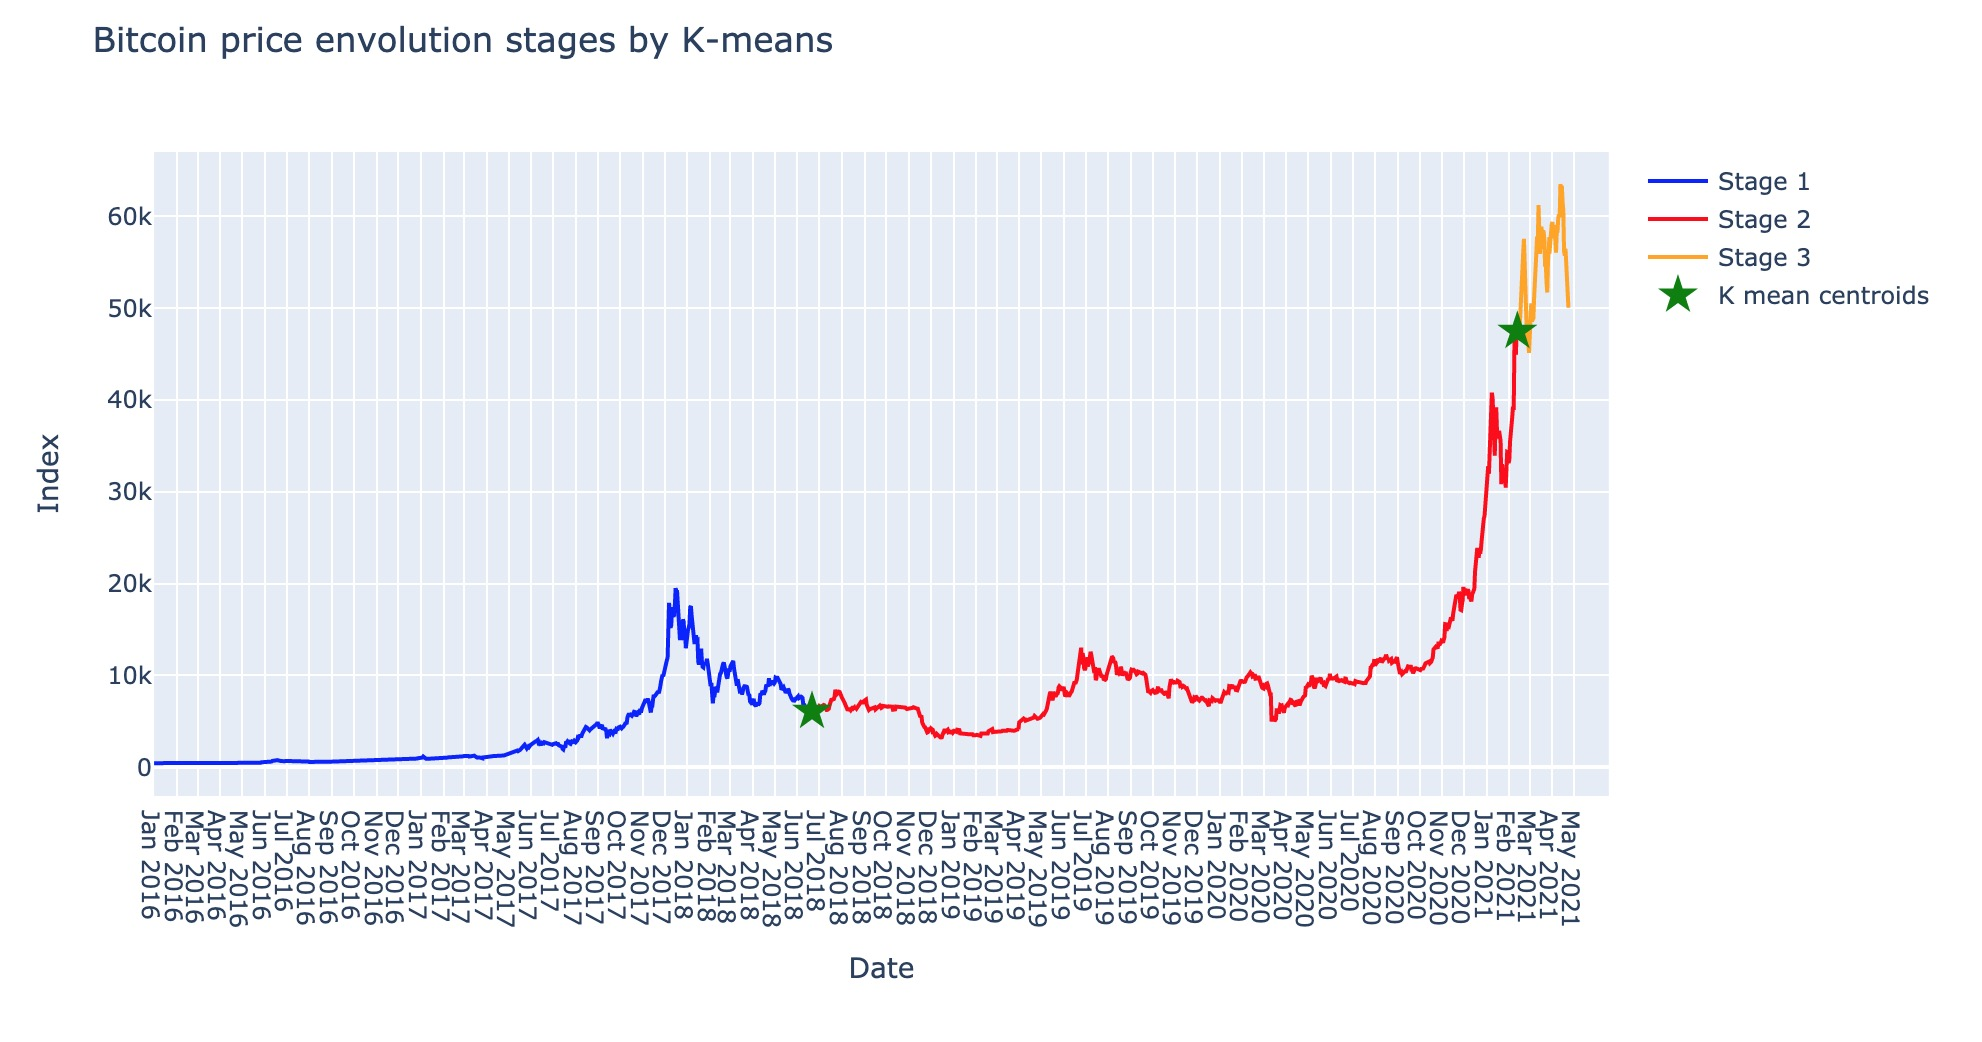 Bitcoin price envolution stages by K-means
Stage 1
Stage 2
Stage 3
K mean centroids
Index
60k
50k
40k
30k
20k
10k
0
Jan 2016
Feb 2016
Mar 2016
Apr 2016
May 2016
Jun 2016
Jul 2016
Aug 2016
Sep 2016
Oct 2016
Nov 2016
Dec 2016
Jan 2017
Feb 2017
Mar 2017
Apr 2017
May 2017
Jun 2017
Jul 2017
Aug 2017
Sep 2017
Oct 2017
Nov 2017
Dec 2017
Jan 2018
Feb 2018
Mar 2018
Apr 2018
May 2018
Jun 2018
Jul 2018
Aug 2018
Sep 2018
Oct 2018
Nov 2018
Dec 2018
Jan 2019
Feb 2019
Mar 2019
Apr 2019
May 2019
Jun 2019
Jul 2019
Aug 2019
Sep 2019
Oct 2019
Nov 2019
Dec 2019
Jan 2020
Feb 2020
Mar 2020
Apr 2020
May 2020
Jun 2020
Jul 2020
Aug 2020
Sep 2020
Oct 2020
Nov 2020
Dec 2020
Jan 2021
Feb 2021
Mar 2021
Apr 2021
May 2021
Date